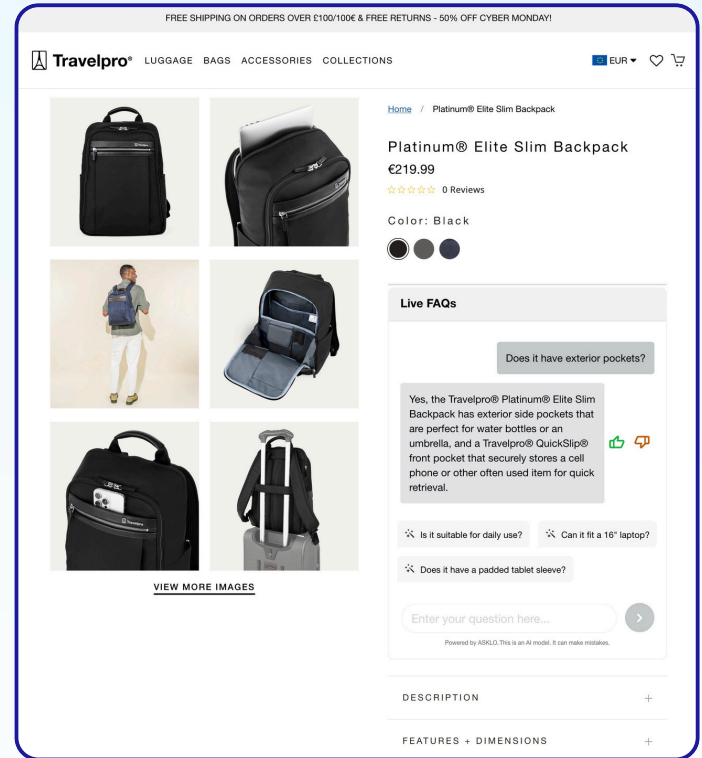 FREE SHIPPING ON ORDERS OVER £100/100€ & FREE RETURNS - 50% OFF CYBER MONDAY!
Travelpro® LUGGAGE BAGS ACCESSORIES COLLECTIONS EUR
Home / Platinum® Elite Slim Backpack
Platinum® Elite Slim Backpack
€219.99
0 Reviews
Color: Black
Live FAQs
Does it have exterior pockets?
Yes, the Travelpro® Platinum® Elite Slim
Backpack has exterior side pockets that
are perfect for water bottles or an
umbrella, and a Travelpro® QuickSlip®
front pocket that securely stores a cell
phone or other often used item for quick
retrieval.
Is it suitable for daily use? Can it fit a 16" laptop?
Does it have a padded tablet sleeve?
Enter your question here...
Powered by ASKLO.This is an AI model. It can make mistakes.
VIEW MORE IMAGES
DESCRIPTION
FEATURES + DIMENSIONS